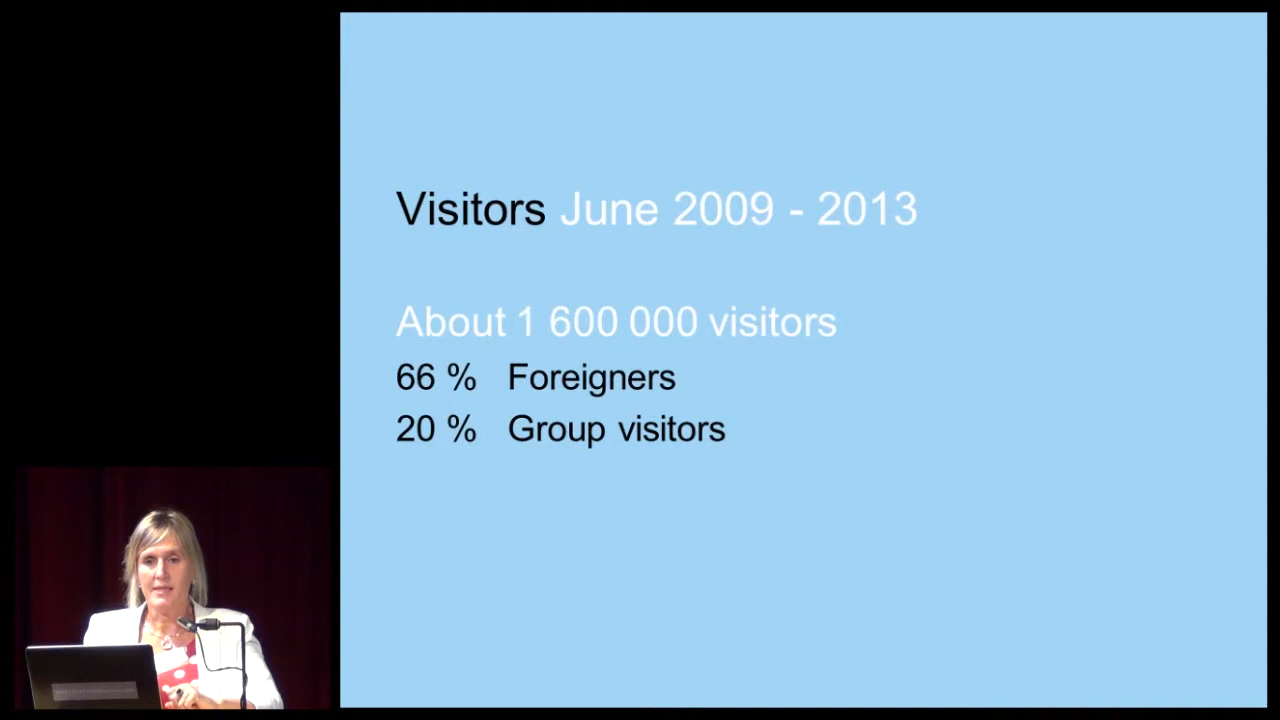 Visitors June 2009 - 2013
About 1 600 000 visitors
66 % Foreigners
20 % Group visitors